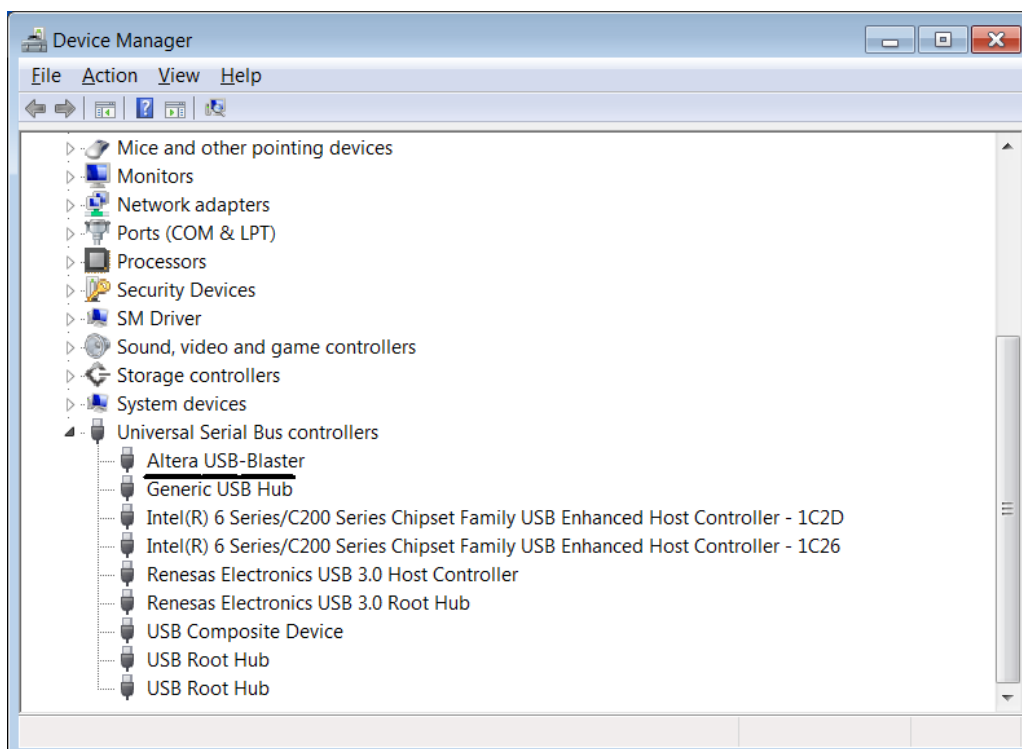 Device Manager
File Action View Help
Mice and other pointing devices
Monitors
Network adapters
Ports (COM & LPT)
Processors
Security Devices
SM Driver
Sound, video and game controllers
Storage controllers
System devices
Universal Serial Bus controllers
Altera USB-Blaster
Generic USB Hub
Intel(R) 6 Series/C200 Series Chipset Family USB Enhanced Host Controller - 1C2D
Intel(R) 6 Series/C200 Series Chipset Family USB Enhanced Host Controller - 1C26
Renesas Electronics USB 3.0 Host Controller
Renesas Electronics USB 3.0 Root Hub
USB Composite Device
USB Root Hub
USB Root Hub